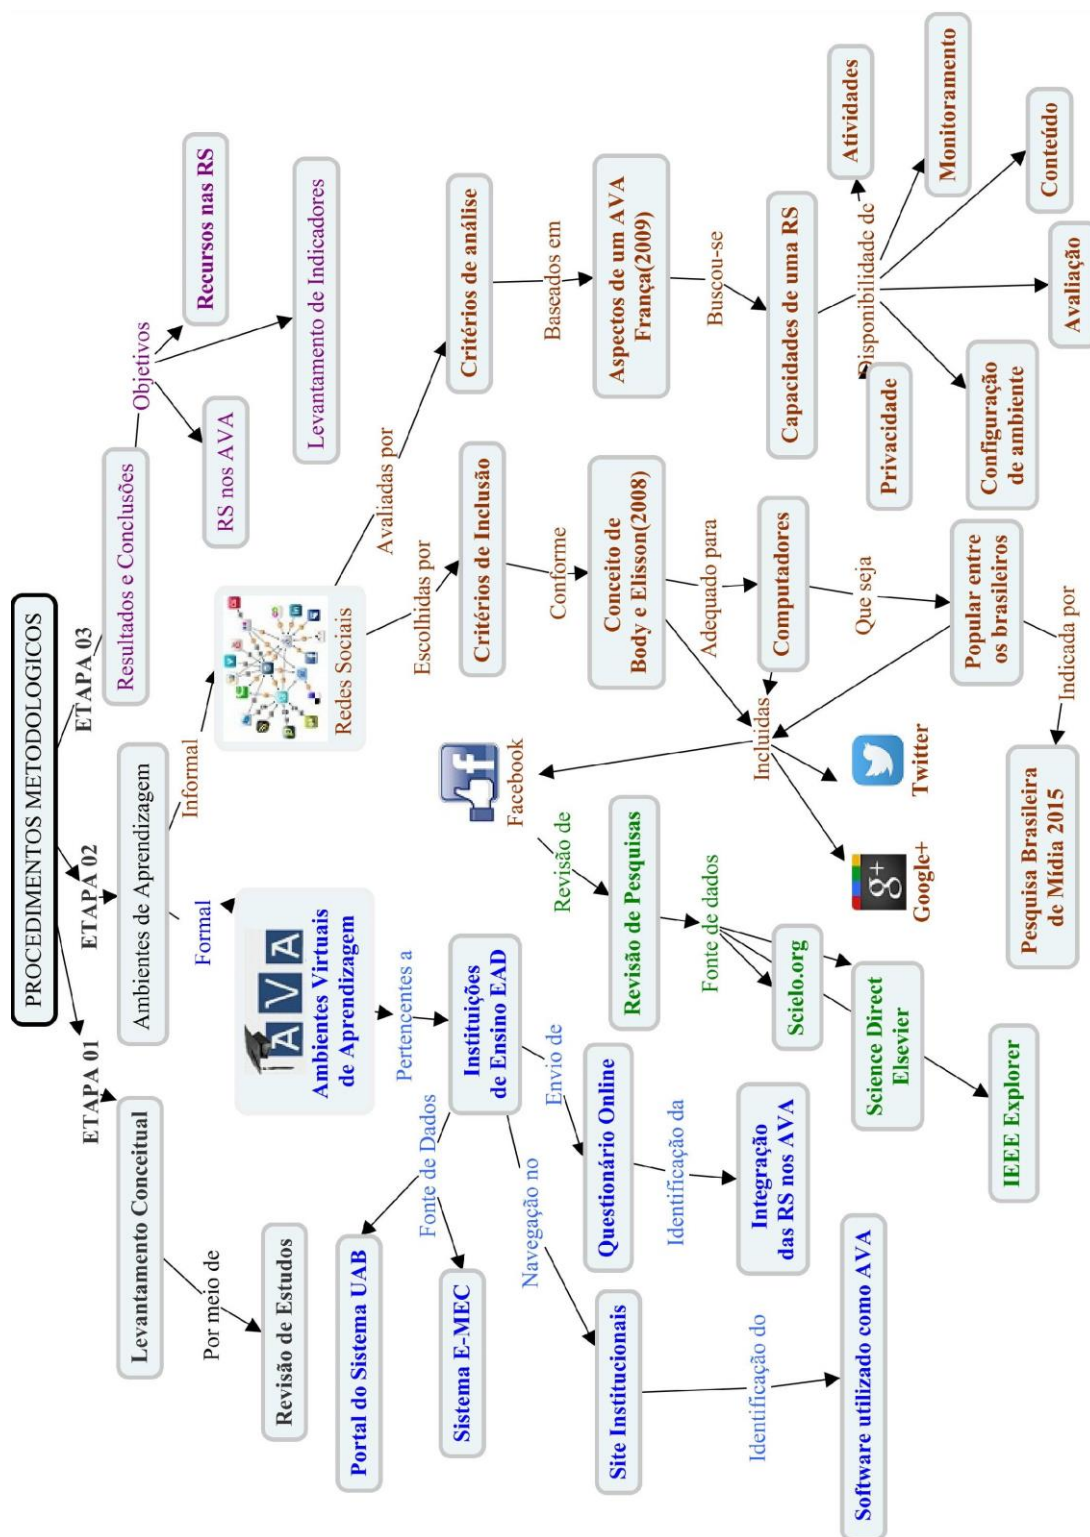 PROCEDIMENTOS METODOLOGICOS
ETAPA 01
ETAPA 02
ETAPA 03
Levantamento Conceitual
Por meio de
Revisão de Estudos
Ambientes de Aprendizagem
Formal
Informal
AVA
Ambientes Virtuais
de Aprendizagem
Pertencentes a
Instituições
de Ensino EAD
Fonte de Dados
Portal do Sistema UAB
Sistema E-MEC
Navegação no
Site Institucionais
Identificação do
Software utilizado como AVA
Envio de
Questionário Online
Identificação da
Integração
das RS nos AVA
Redes Sociais
Escolhidas por
Critérios de Inclusão
Conforme
Conceito de
Body e Elisson(2008)
Adequado para
Computadores
Que seja
Popular entre
os brasileiros
Indicada por
Pesquisa Brasileira
de Mídia 2015
Incluidas
f
Facebook
g+
Google+
Twitter
Revisão de
Revisão de Pesquisas
Fonte de dados
Scielo.org
Science Direct
Elsevier
IEEE Explorer
Avaliadas por
Critérios de análise
Baseados em
Aspectos de um AVA
França(2009)
Buscou-se
Capacidades de uma RS
Disponibilidade de
Privacidade
Configuração
de ambiente
Avaliação
Conteúdo
Monitoramento
Atividades
Resultados e Conclusões
Objetivos
RS nos AVA
Levantamento de Indicadores
Recursos nas RS